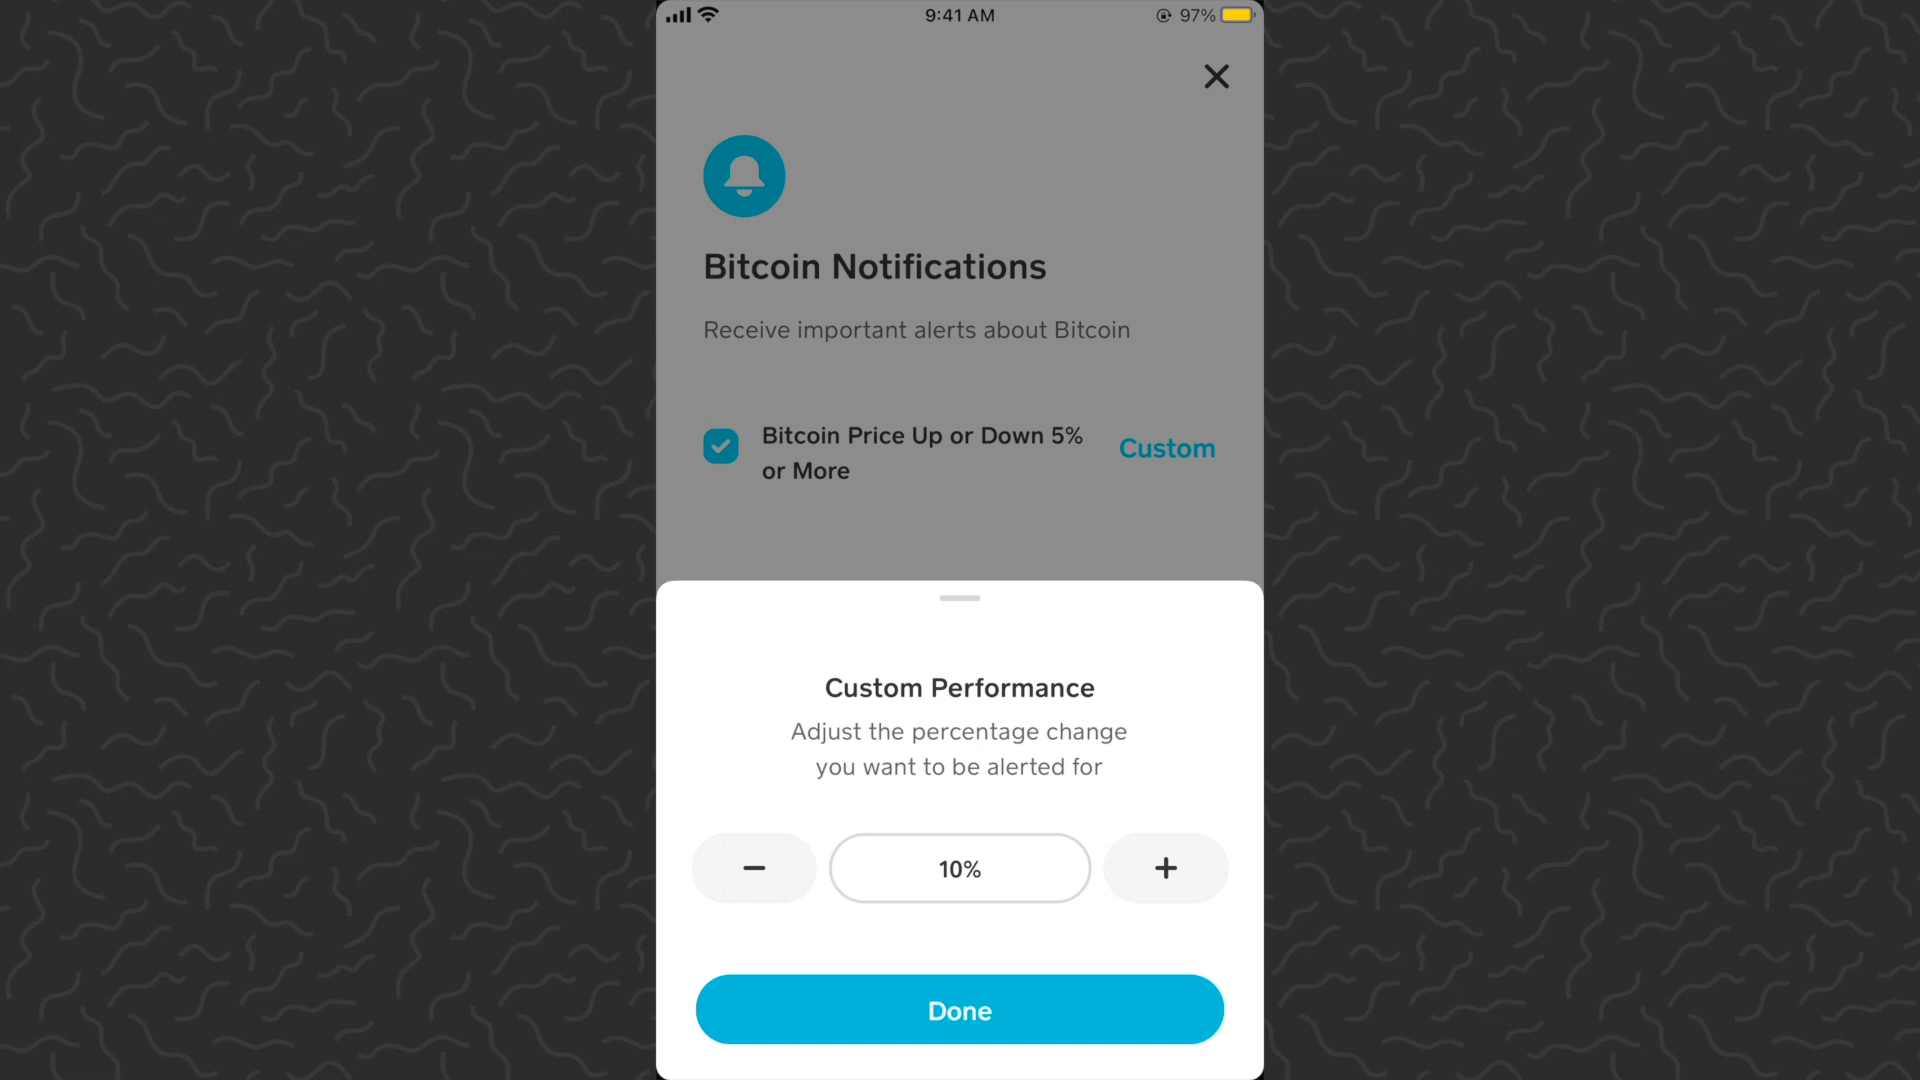 9:41 AM
97%
Bitcoin Notifications
Receive important alerts about Bitcoin
Bitcoin Price Up or Down 5%
or More
Custom
Custom Performance
Adjust the percentage change
you want to be alerted for
10%
Done